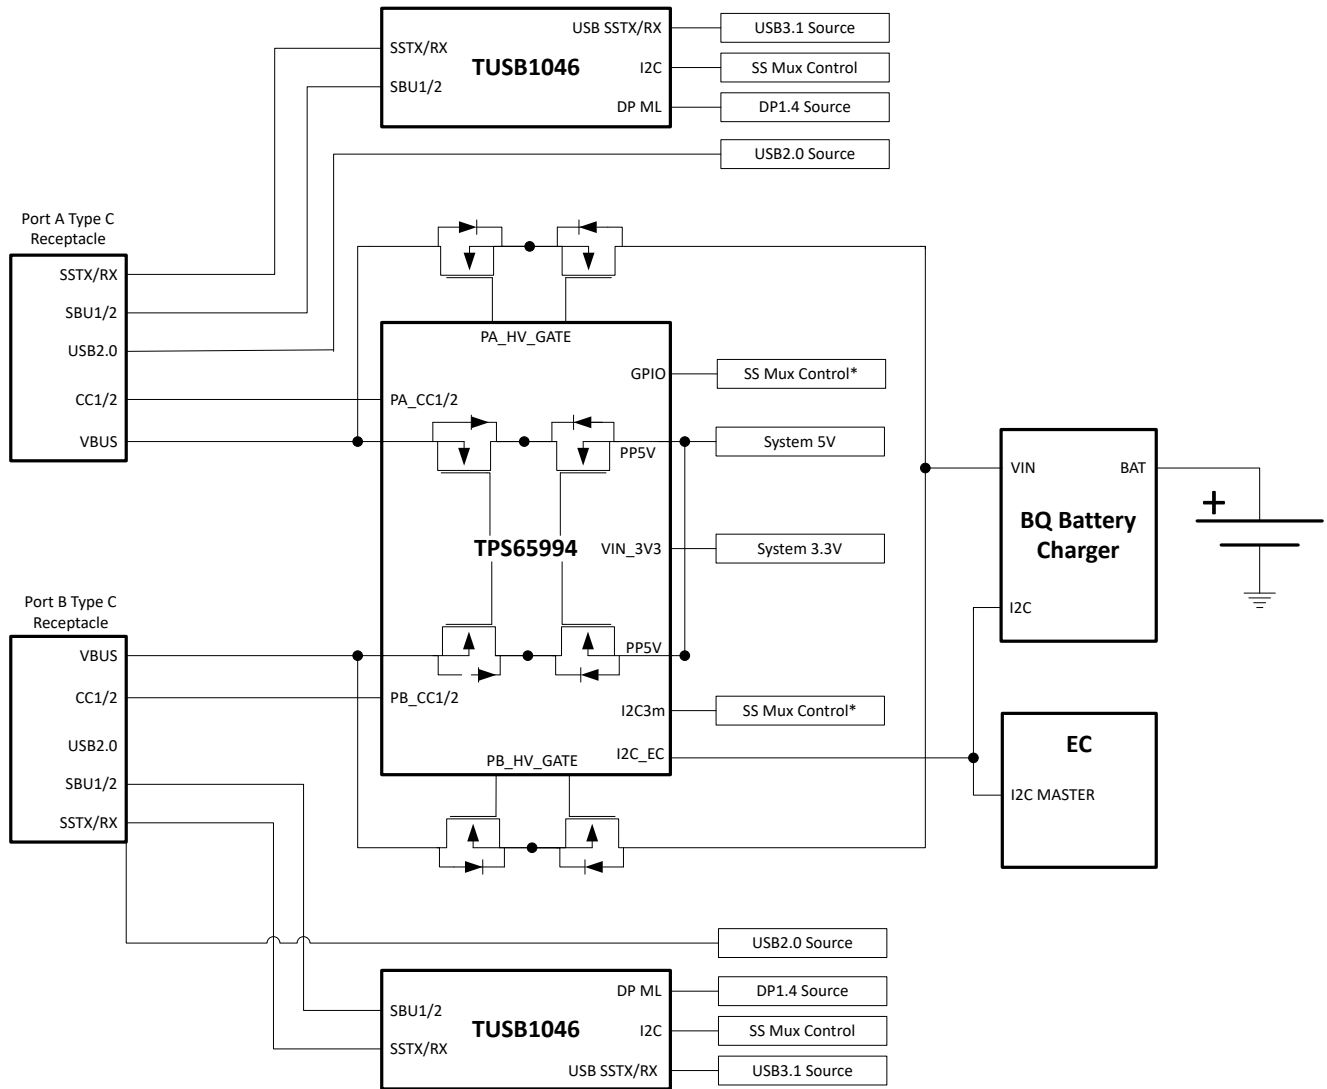 USB SSTX/RX
USB3.1 Source
SSTX/RX
TUSB1046
I2C
SS Mux Control
SBU1/2
DP ML
DP1.4 Source
USB2.0 Source
Port A Type C
Receptacle
SSTX/RX
SBU1/2
USB2.0
CC1/2
VBUS
PA_HV_GATE
GPIO
SS Mux Control*
PA_CC1/2
PP5V
System 5V
TPS65994
VIN_3V3
System 3.3V
VIN
BAT
BQ Battery
Charger
I2C
+
Port B Type C
Receptacle
VBUS
CC1/2
USB2.0
SBU1/2
SSTX/RX
PP5V
PB_CC1/2
I2C3m
SS Mux Control*
PB_HV_GATE
I2C_EC
EC
I2C MASTER
USB2.0 Source
DP ML
DP1.4 Source
SBU1/2
TUSB1046
I2C
SS Mux Control
SSTX/RX
USB SSTX/RX
USB3.1 Source